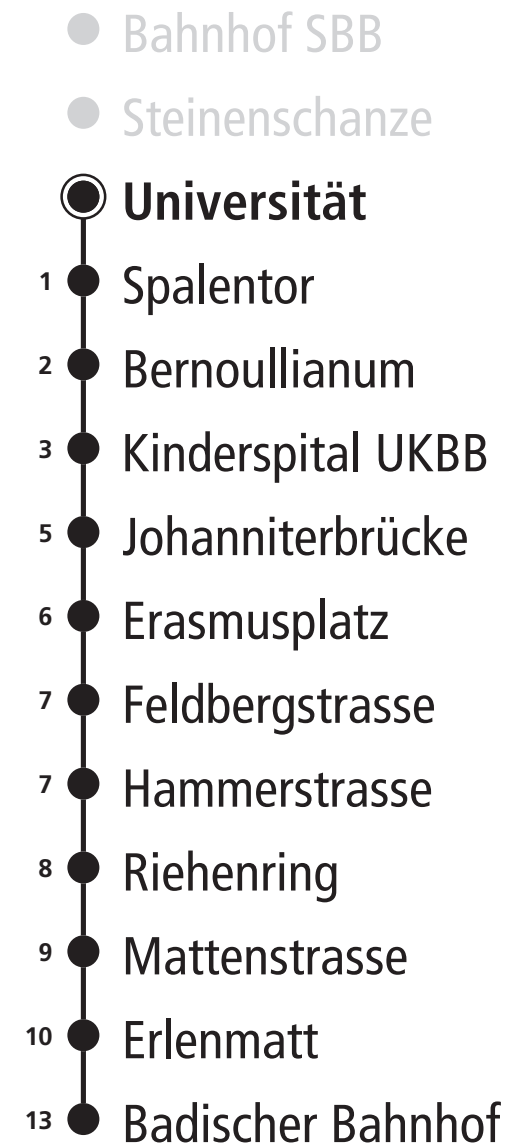 Bahnhof SBB
Steinenschanze
Universität
1 Spalentor
2 Bernoullianum
3 Kinderspital UKBB
5 Johanniterbrücke
6 Erasmusplatz
7 Feldbergstrasse
7 Hammerstrasse
8 Riehenring
9 Mattenstrasse
10 Erlenmatt
13 Badischer Bahnhof